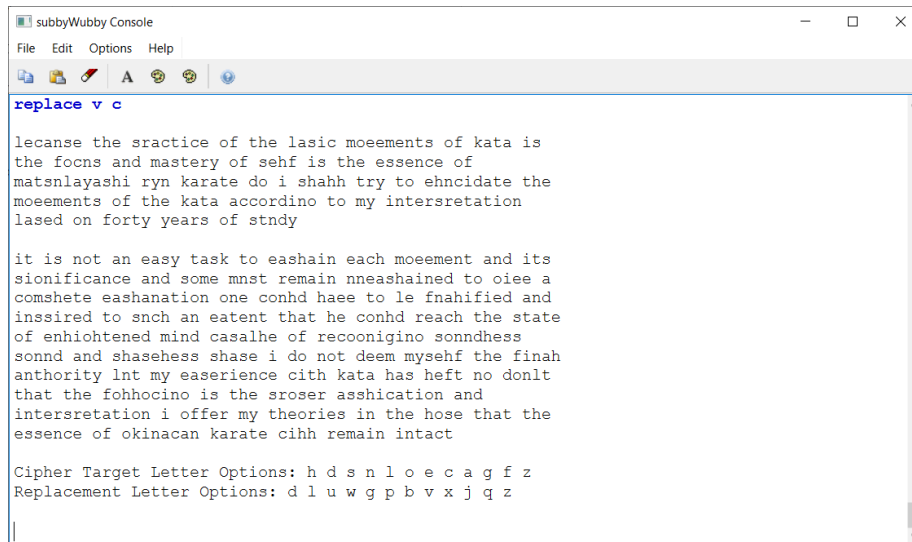 subbyWubby Console
File Edit Options Help
A
replace v c
lecanse the sractice of the lasic moeements of kata is
the focns and mastery of sehf is the essence of
matsnlayashi ryn karate do i shahh try to ehncidate the
moeements of the kata accordino to my intersretation
lased on forty years of stndy
it is not an easy task to eashain each moeement and its
sionificance and some mnst remain nneashained to oiee a
comshete eashanation one conhd haee to le fnahified and
inssired to snch an eatent that he conhd reach the state
of enhiohtened mind casalhe of recoonigino sonndhess
sonnd and shasehess shase i do not deem mysehf the finah
anthority lnt my easerience cith kata has heft no donlt
that the fohhocino is the sroser asshication and
intersretation i offer my theories in the hose that the
essence of okinacan karate cihh remain intact
Cipher Target Letter Options: h d s n l o e c a g f z
Replacement Letter Options: d l u w g p b v x j q z